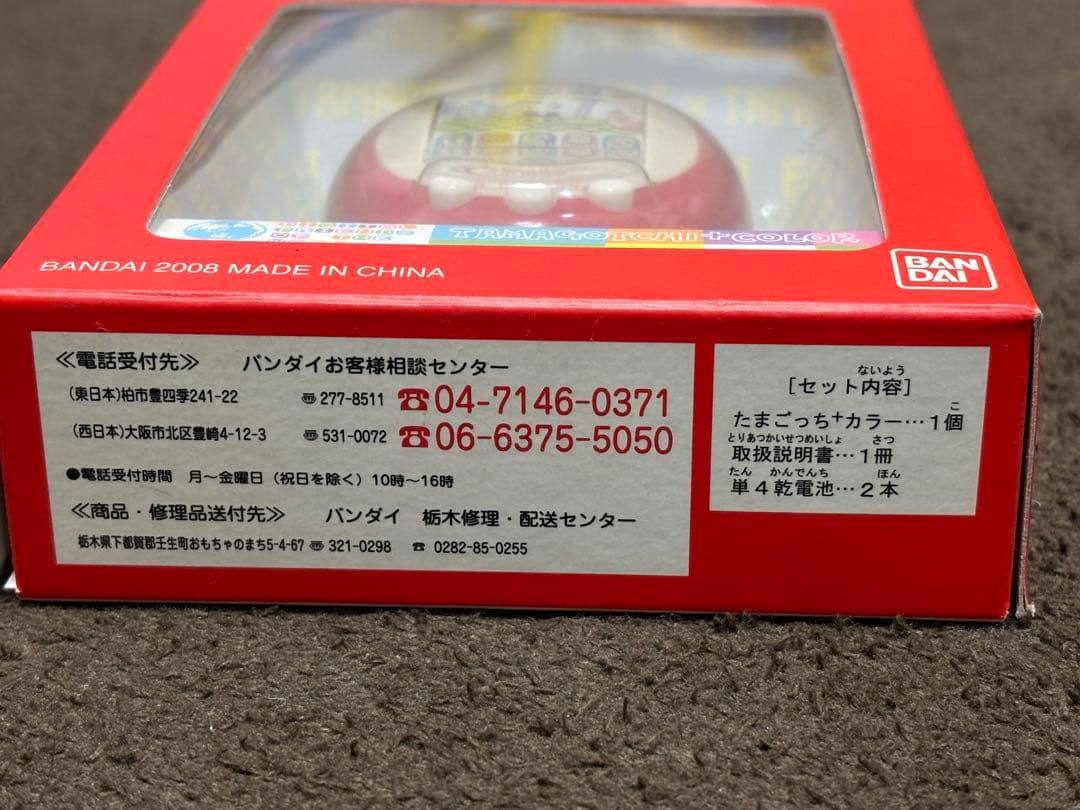 DIGITAL
FRIENDS
OF THE
TAMAGOTCHI+COLOR
BANDAI 2008 MADE IN CHINA
BAN
DAI
≪電話受付先≫ バンダイお客様相談センター
(東日本)柏市豊四季241-22 〠277-8511 ☎04-7146-0371
(西日本)大阪市北区豊崎4-12-3 〠531-0072 ☎06-6375-5050
●電話受付時間 月~金曜日(祝日を除く)10時~16時
≪商品・修理品送付先≫ バンダイ 栃木修理・配送センター
栃木県下都賀郡壬生町おもちゃのまち5-4-67 〠321-0298 ☎ 0282-85-0255
ないよう
[セット内容]
こ
たまごっち+カラー…1個
とりあつかいせつめいしょ さつ
取扱説明書…1冊
たん かんでんち ほん
単4乾電池…2本